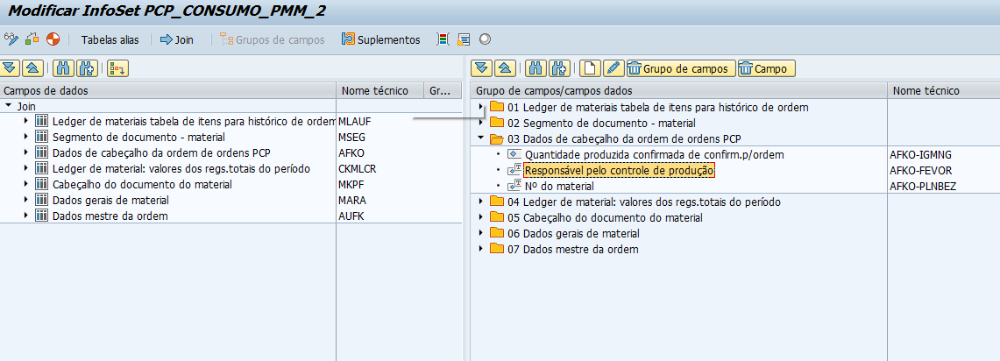 Modificar InfoSet PCP_CONSUMO_PMM_2
Tabelas alias Join Grupos de campos Suplementos
Grupo de campos Campo
Campos de dados Nome técnico Gr...
Join
Ledger de materiais tabela de itens para histórico de ordem MLAUF
Segmento de documento - material MSEG
Dados de cabeçalho da ordem de ordens PCP AFKO
Ledger de material: valores dos regs.totais do período CKMLCR
Cabeçalho do documento do material MKPF
Dados gerais de material MARA
Dados mestre da ordem AUFK
Grupo de campos/campos dados Nome técnico
01 Ledger de materiais tabela de itens para histórico de ordem
02 Segmento de documento - material
03 Dados de cabeçalho da ordem de ordens PCP
Quantidade produzida confirmada de confirm.p/ordem AFKO-IGMNG
Responsável pelo controle de produção AFKO-FEVOR
Nº do material AFKO-PLNBEZ
04 Ledger de material: valores dos regs.totais do período
05 Cabeçalho do documento do material
06 Dados gerais de material
07 Dados mestre da ordem